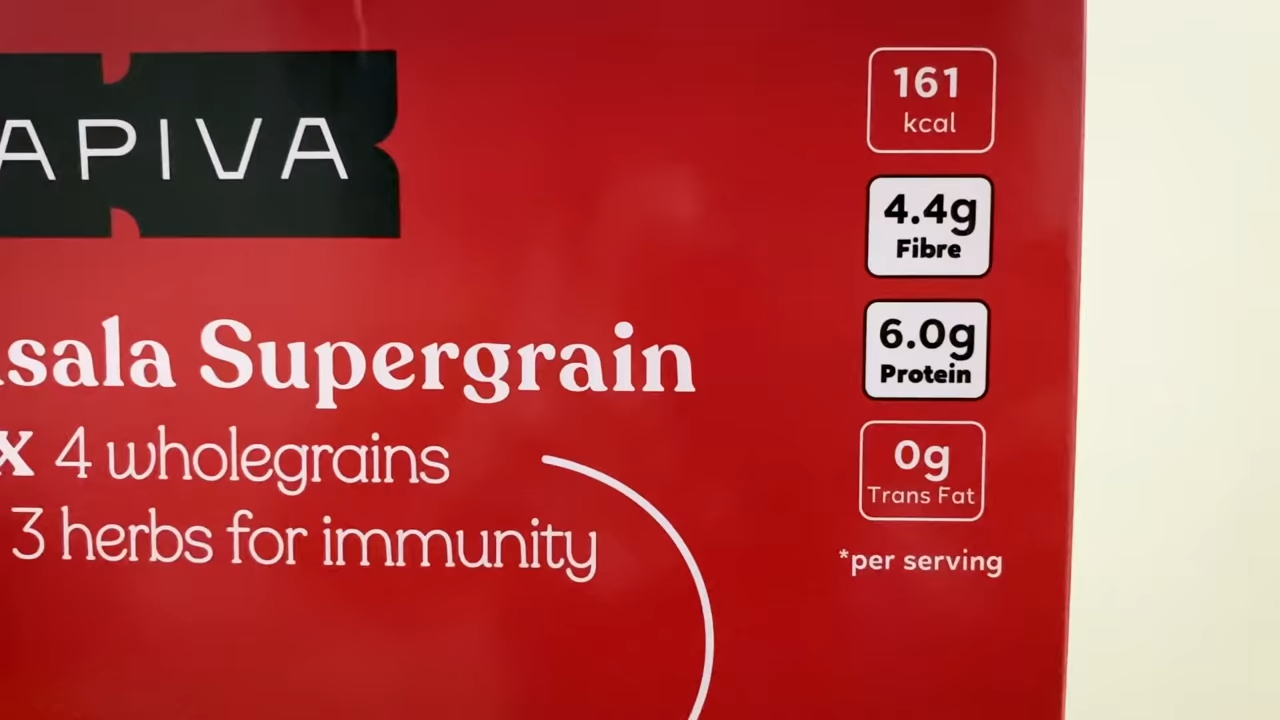 APIVA
161
kcal
4.4g
Fibre
6.0g
Protein
0g
Trans Fat
*per serving
sala Supergrain
x 4 wholegrains
3 herbs for immunity